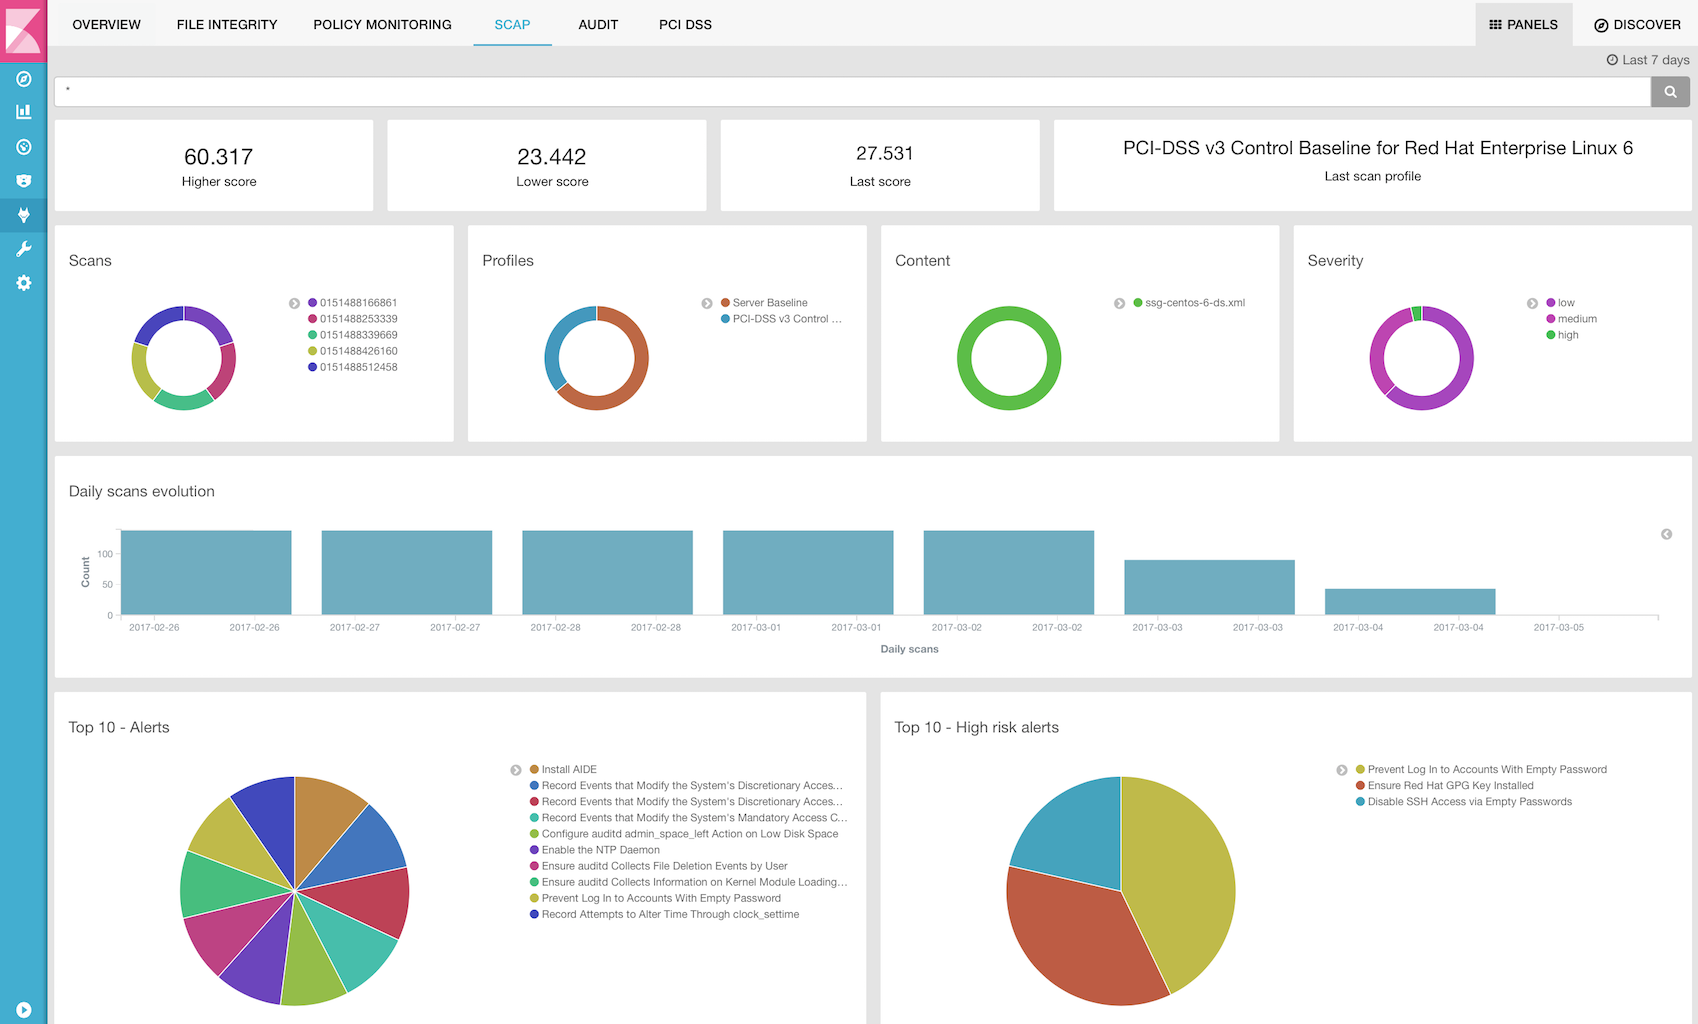 OVERVIEW FILE INTEGRITY POLICY MONITORING SCAP AUDIT PCI DSS PANELS DISCOVER
Last 7 days
*
60.317
Higher score
23.442
Lower score
27.531
Last score
PCI-DSS v3 Control Baseline for Red Hat Enterprise Linux 6
Last scan profile
Scans
0151488166861
0151488253339
0151488339669
0151488426160
0151488512458
Profiles
Server Baseline
PCI-DSS v3 Control ...
Content
ssg-centos-6-ds.xml
Severity
low
medium
high
Daily scans evolution
Count
100
50
0
2017-02-26 2017-02-26 2017-02-27 2017-02-27 2017-02-28 2017-02-28 2017-03-01 2017-03-01 2017-03-02 2017-03-02 2017-03-03 2017-03-03 2017-03-04 2017-03-04 2017-03-05
Daily scans
Top 10 - Alerts
Install AIDE
Record Events that Modify the System's Discretionary Acces...
Record Events that Modify the System's Discretionary Acces...
Record Events that Modify the System's Mandatory Access C...
Configure auditd admin_space_left Action on Low Disk Space
Enable the NTP Daemon
Ensure auditd Collects File Deletion Events by User
Ensure auditd Collects Information on Kernel Module Loading...
Prevent Log In to Accounts With Empty Password
Record Attempts to Alter Time Through clock_settime
Top 10 - High risk alerts
Prevent Log In to Accounts With Empty Password
Ensure Red Hat GPG Key Installed
Disable SSH Access via Empty Passwords